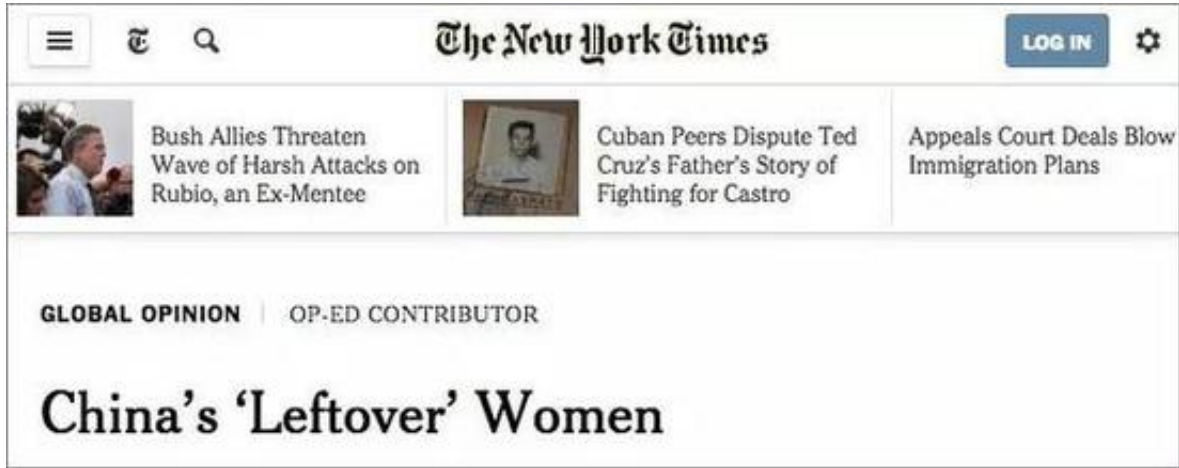 The New York Times
LOG IN
Bush Allies Threaten
Wave of Harsh Attacks on
Rubio, an Ex-Mentee
Cuban Peers Dispute Ted
Cruz's Father's Story of
Fighting for Castro
Appeals Court Deals Blow
Immigration Plans
GLOBAL OPINION | OP-ED CONTRIBUTOR
China's ‘Leftover’ Women